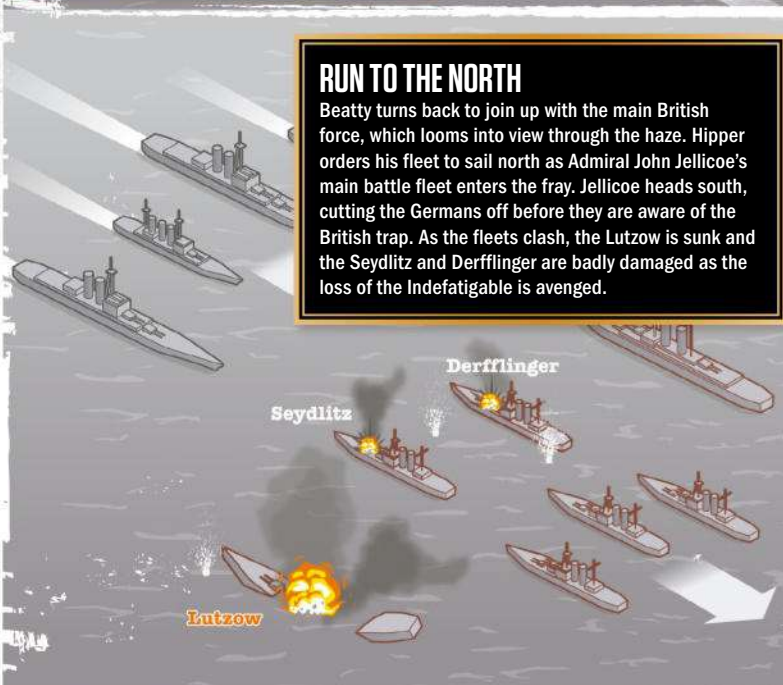 RUN TO THE NORTH
Beatty turns back to join up with the main British
force, which looms into view through the haze. Hipper
orders his fleet to sail north as Admiral John Jellicoe’s
main battle fleet enters the fray. Jellicoe heads south,
cutting the Germans off before they are aware of the
British trap. As the fleets clash, the Lutzow is sunk and
the Seydlitz and Derfflinger are badly damaged as the
loss of the Indefatigable is avenged.
Derfflinger
Seydlitz
Lutzow